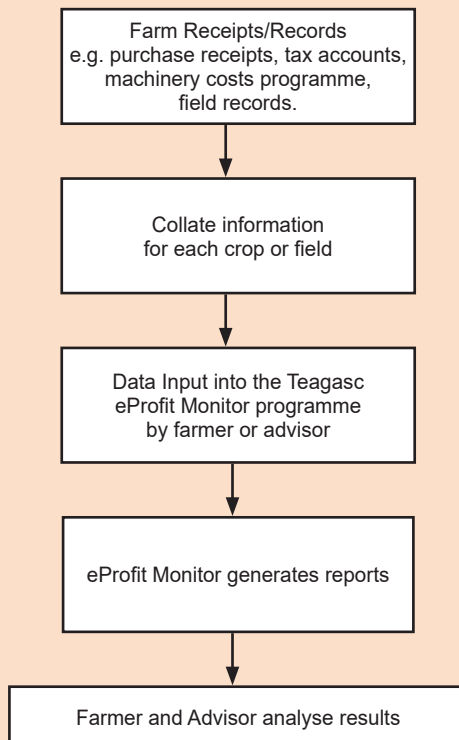 Farm Receipts/Records
e.g. purchase receipts, tax accounts,
machinery costs programme,
field records.
Collate information
for each crop or field
Data Input into the Teagasc
eProfit Monitor programme
by farmer or advisor
eProfit Monitor generates reports
Farmer and Advisor analyse results